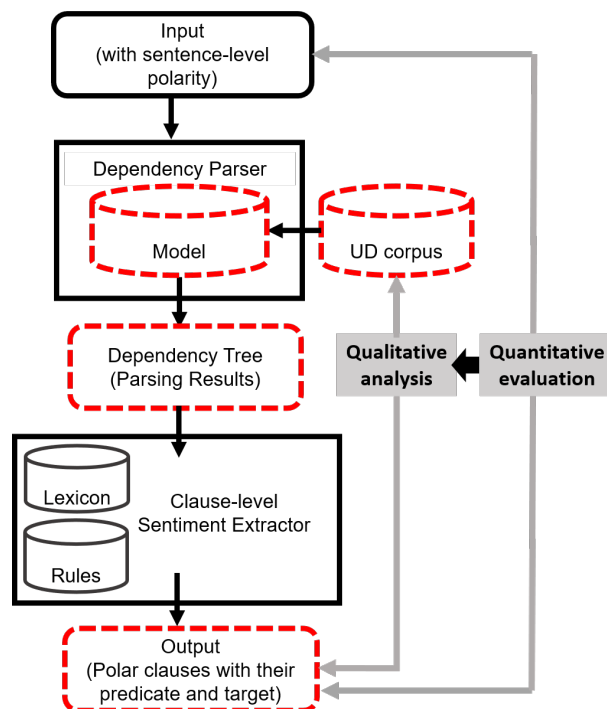 Input
(with sentence-level
polarity)
Dependency Parser
Model
UD corpus
Dependency Tree
(Parsing Results)
Qualitative
analysis
Quantitative
evaluation
Lexicon
Rules
Clause-level
Sentiment Extractor
Output
(Polar clauses with their
predicate and target)